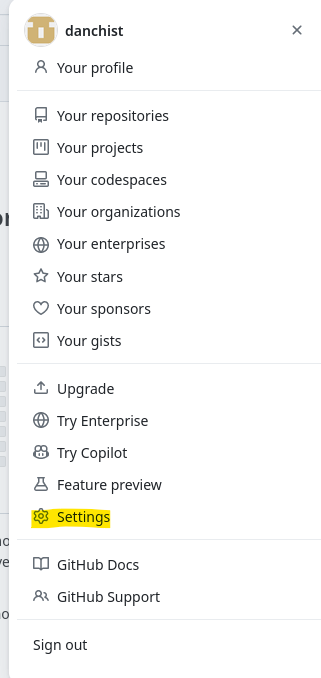 danchist
Your profile
Your repositories
Your projects
Your codespaces
Your organizations
Your enterprises
Your stars
Your sponsors
Your gists
Upgrade
Try Enterprise
Try Copilot
Feature preview
Settings
GitHub Docs
GitHub Support
Sign out